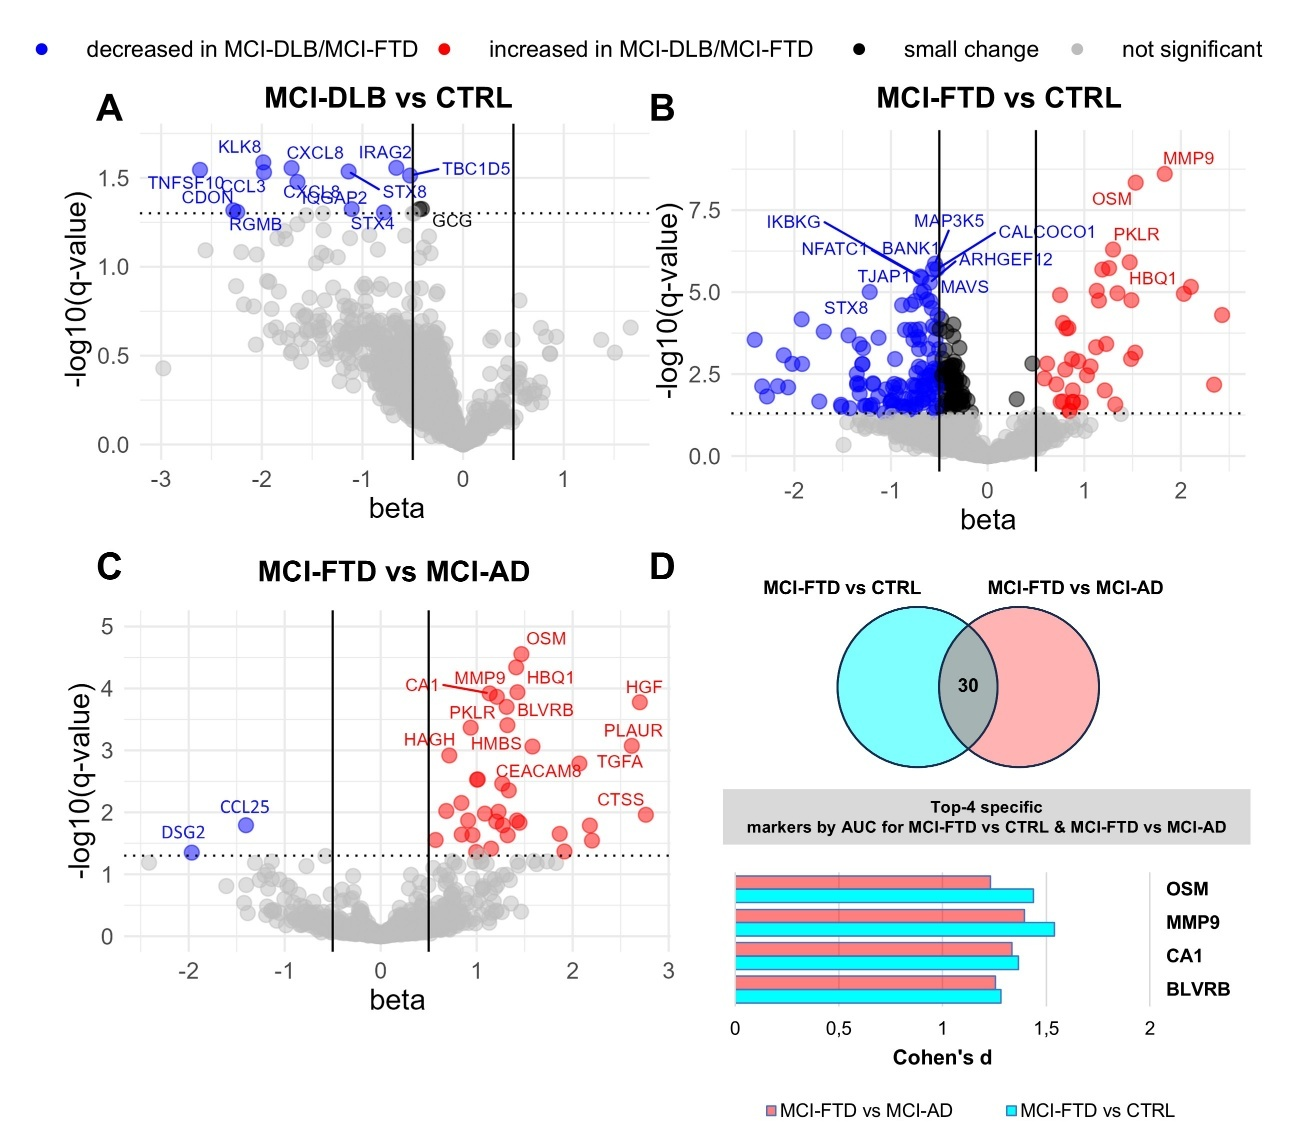 decreased in MCI-DLB/MCI-FTD increased in MCI-DLB/MCI-FTD small change not significant
A MCI-DLB vs CTRL
-log10(q-value)
1.5
1.0
0.5
0.0
KLK8
CXCL8
IRAG2
TBC1D5
TNFSF10
CCL3
CXCL8
STX8
CDON
IQGAP2
RGMB
STX4
GCG
-3 -2 -1 0 1
beta
B MCI-FTD vs CTRL
-log10(q-value)
7.5
5.0
2.5
0.0
MMP9
OSM
IKBKG
MAP3K5
CALCOCO1
PKLR
NFATC1
BANK1
ARHGEF12
TJAP1
MAVS
HBQ1
STX8
-2 -1 0 1 2
beta
C MCI-FTD vs MCI-AD
-log10(q-value)
5
4
3
2
1
0
OSM
CA1
MMP9
HBQ1
HGF
PKLR
BLVRB
HAGH
HMBS
PLAUR
CEACAM8
TGFA
CTSS
CCL25
DSG2
-2 -1 0 1 2 3
beta
D
MCI-FTD vs CTRL MCI-FTD vs MCI-AD
30
Top-4 specific
markers by AUC for MCI-FTD vs CTRL & MCI-FTD vs MCI-AD
OSM
MMP9
CA1
BLVRB
0 0,5 1 1,5 2
Cohen's d
MCI-FTD vs MCI-AD MCI-FTD vs CTRL